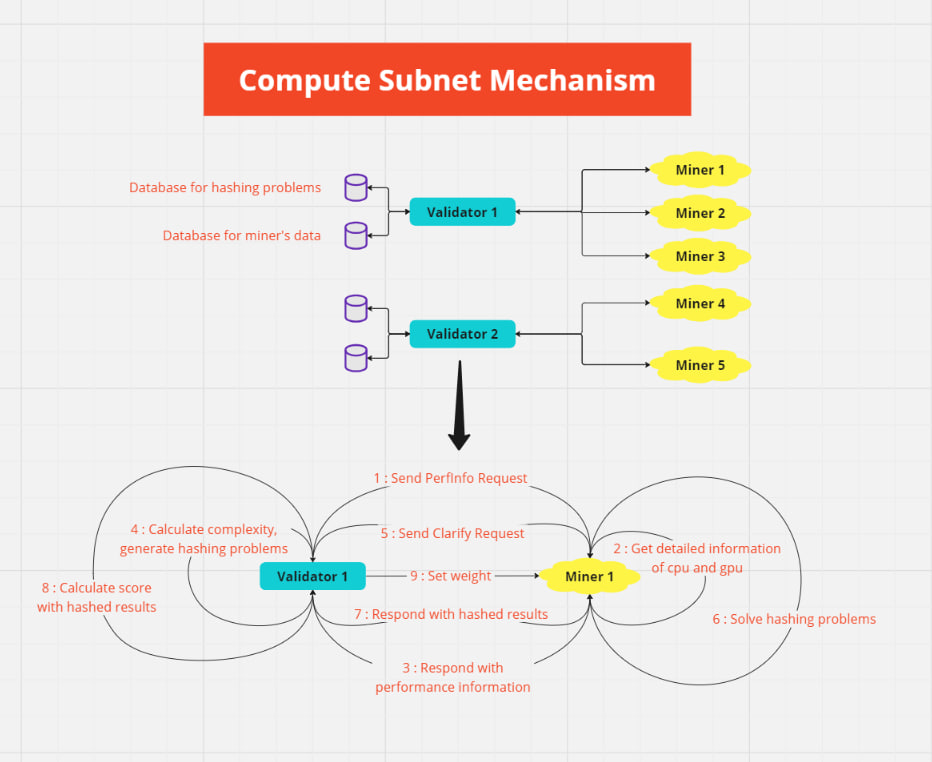 Compute Subnet Mechanism
Database for hashing problems
Database for miner's data
Validator 1
Miner 1
Miner 2
Miner 3
Validator 2
Miner 4
Miner 5
1 : Send PerfInfo Request
4 : Calculate complexity,
generate hashing problems
5 : Send Clarify Request
2 : Get detailed information
of cpu and gpu
Validator 1
9 : Set weight
Miner 1
8 : Calculate score
with hashed results
7 : Respond with hashed results
6 : Solve hashing problems
3 : Respond with
performance information